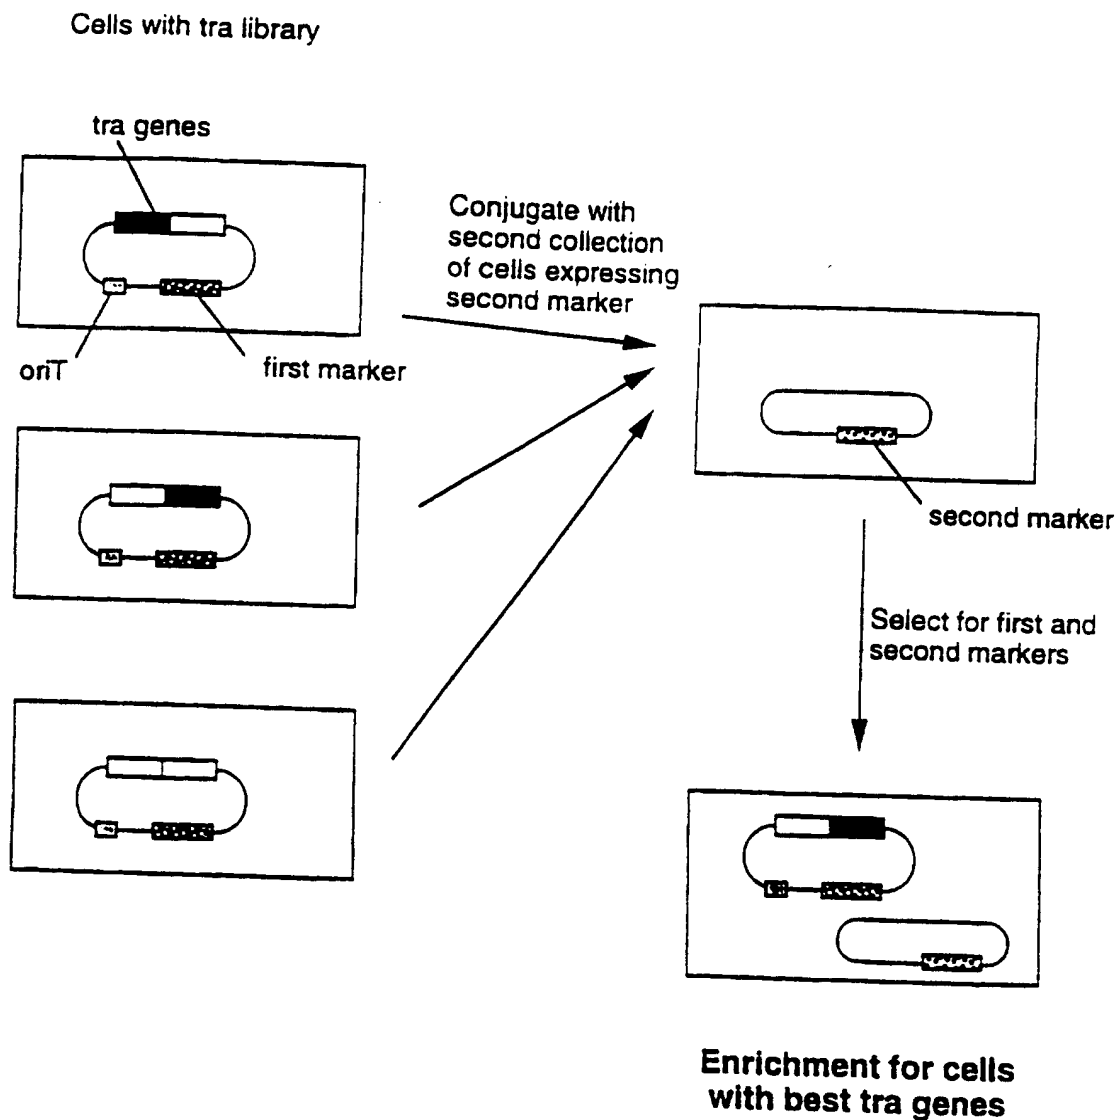 Cells with tra library
tra genes
Conjugate with
second collection
of cells expressing
second marker
oriT
first marker
second marker
Select for first and
second markers
Enrichment for cells
with best tra genes